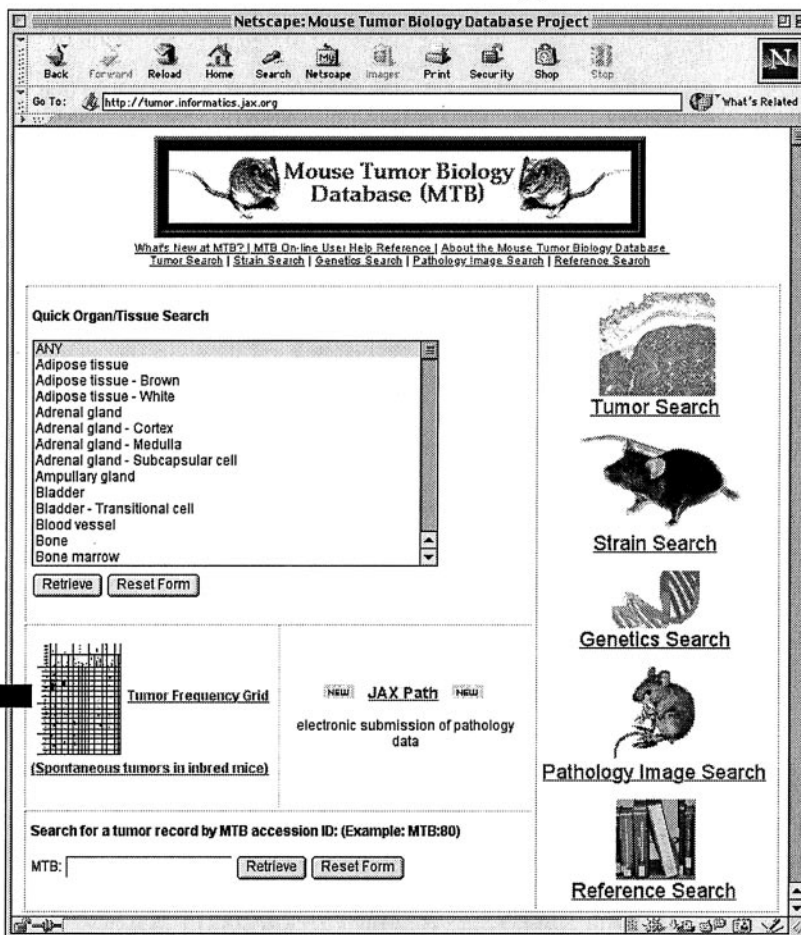 Netscape: Mouse Tumor Biology Database Project
Back Forward Reload Home Search Netscape Images Print Security Shop Stop
N
Go To: http://tumor.informatics.jax.org What's Related
Mouse Tumor Biology
Database (MTB)
What's New at MTB? | MTB On-line User Help Reference | About the Mouse Tumor Biology Database
Tumor Search | Strain Search | Genetics Search | Pathology Image Search | Reference Search
Quick Organ/Tissue Search
ANY
Adipose tissue
Adipose tissue - Brown
Adipose tissue - White
Adrenal gland
Adrenal gland - Cortex
Adrenal gland - Medulla
Adrenal gland - Subcapsular cell
Ampullary gland
Bladder
Bladder - Transitional cell
Blood vessel
Bone
Bone marrow
Retrieve Reset Form
Tumor Search
Strain Search
Genetics Search
Pathology Image Search
Reference Search
Tumor Frequency Grid
(Spontaneous tumors in inbred mice)
NEW JAX Path NEW
electronic submission of pathology
data
Search for a tumor record by MTB accession ID: (Example: MTB:80)
MTB: Retrieve Reset Form